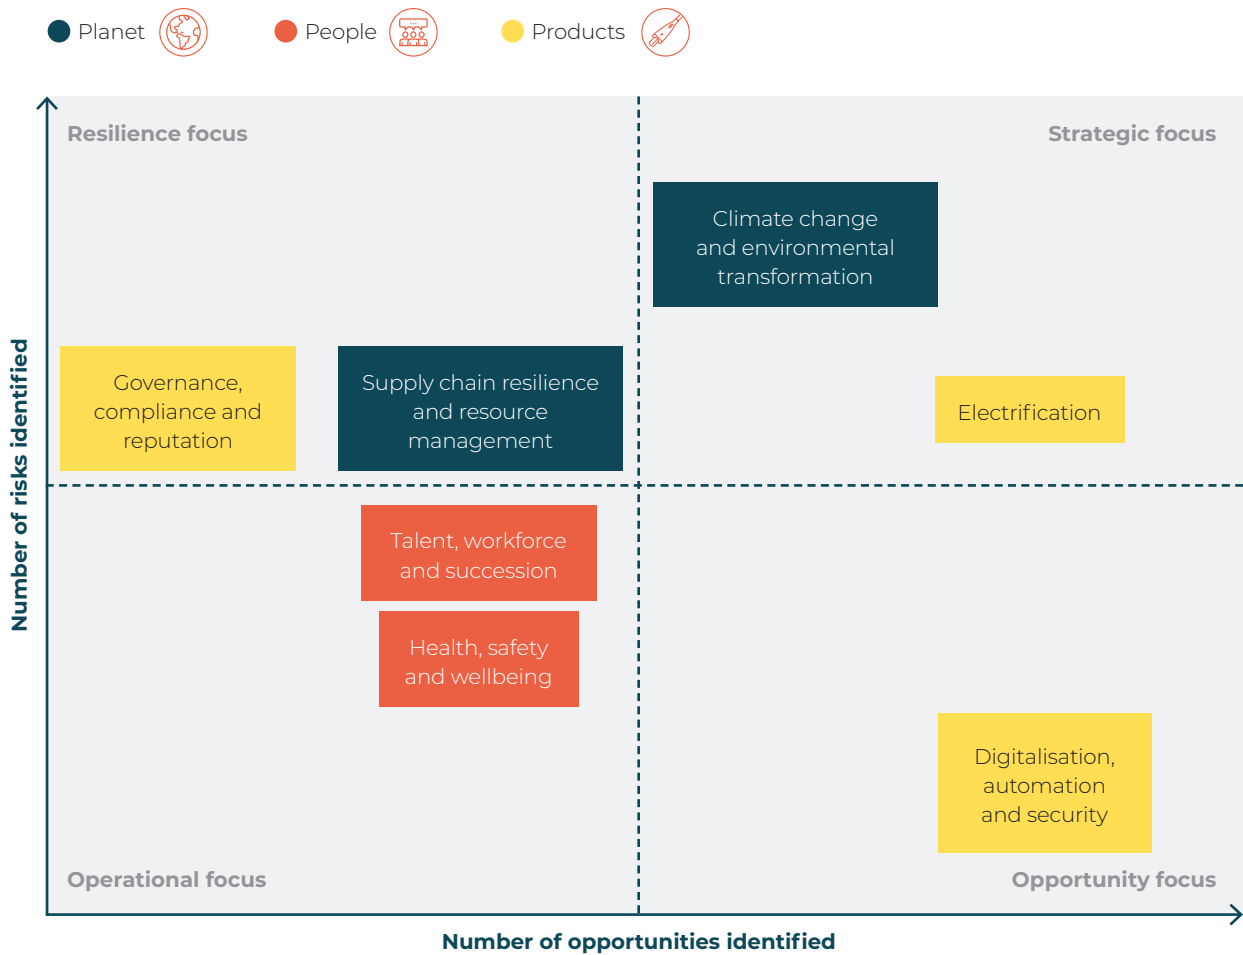 Planet
People
Products
Resilience focus
Strategic focus
Climate change
and environmental
transformation
Governance,
compliance and
reputation
Supply chain resilience
and resource
management
Electrification
Number of risks identified
Talent, workforce
and succession
Health, safety
and wellbeing
Digitalisation,
automation
and security
Operational focus
Opportunity focus
Number of opportunities identified